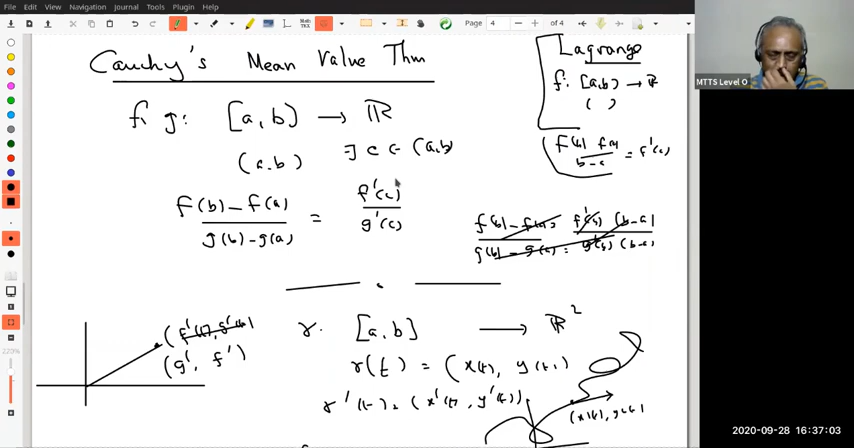 File Edit View Navigation Journal Tools Plugin Help
Page 4 of 4
Cauchy's Mean Value Thm
f, g: [a, b] → ℝ
(a, b) ∃ c ∈ (a,b)
f(b) - f(a) / g(b) - g(a) = f'(c) / g'(c)
Lagrange
f: [a,b] → ℝ
( )
f(b) f(a) / b-a = f'(c)
f(b) - f(a) / g(b) - g(a) = f'(s) (b-a) / g'(s) (b-a)
γ. [a, b] → ℝ²
γ(t) = (x(t), y(t))
γ'(t) = (x'(t), y'(t))
(f'(t), g'(t))
(g', f')
(x(t), y(t))
220%
MTTS Level O
2020-09-28 16:37:03